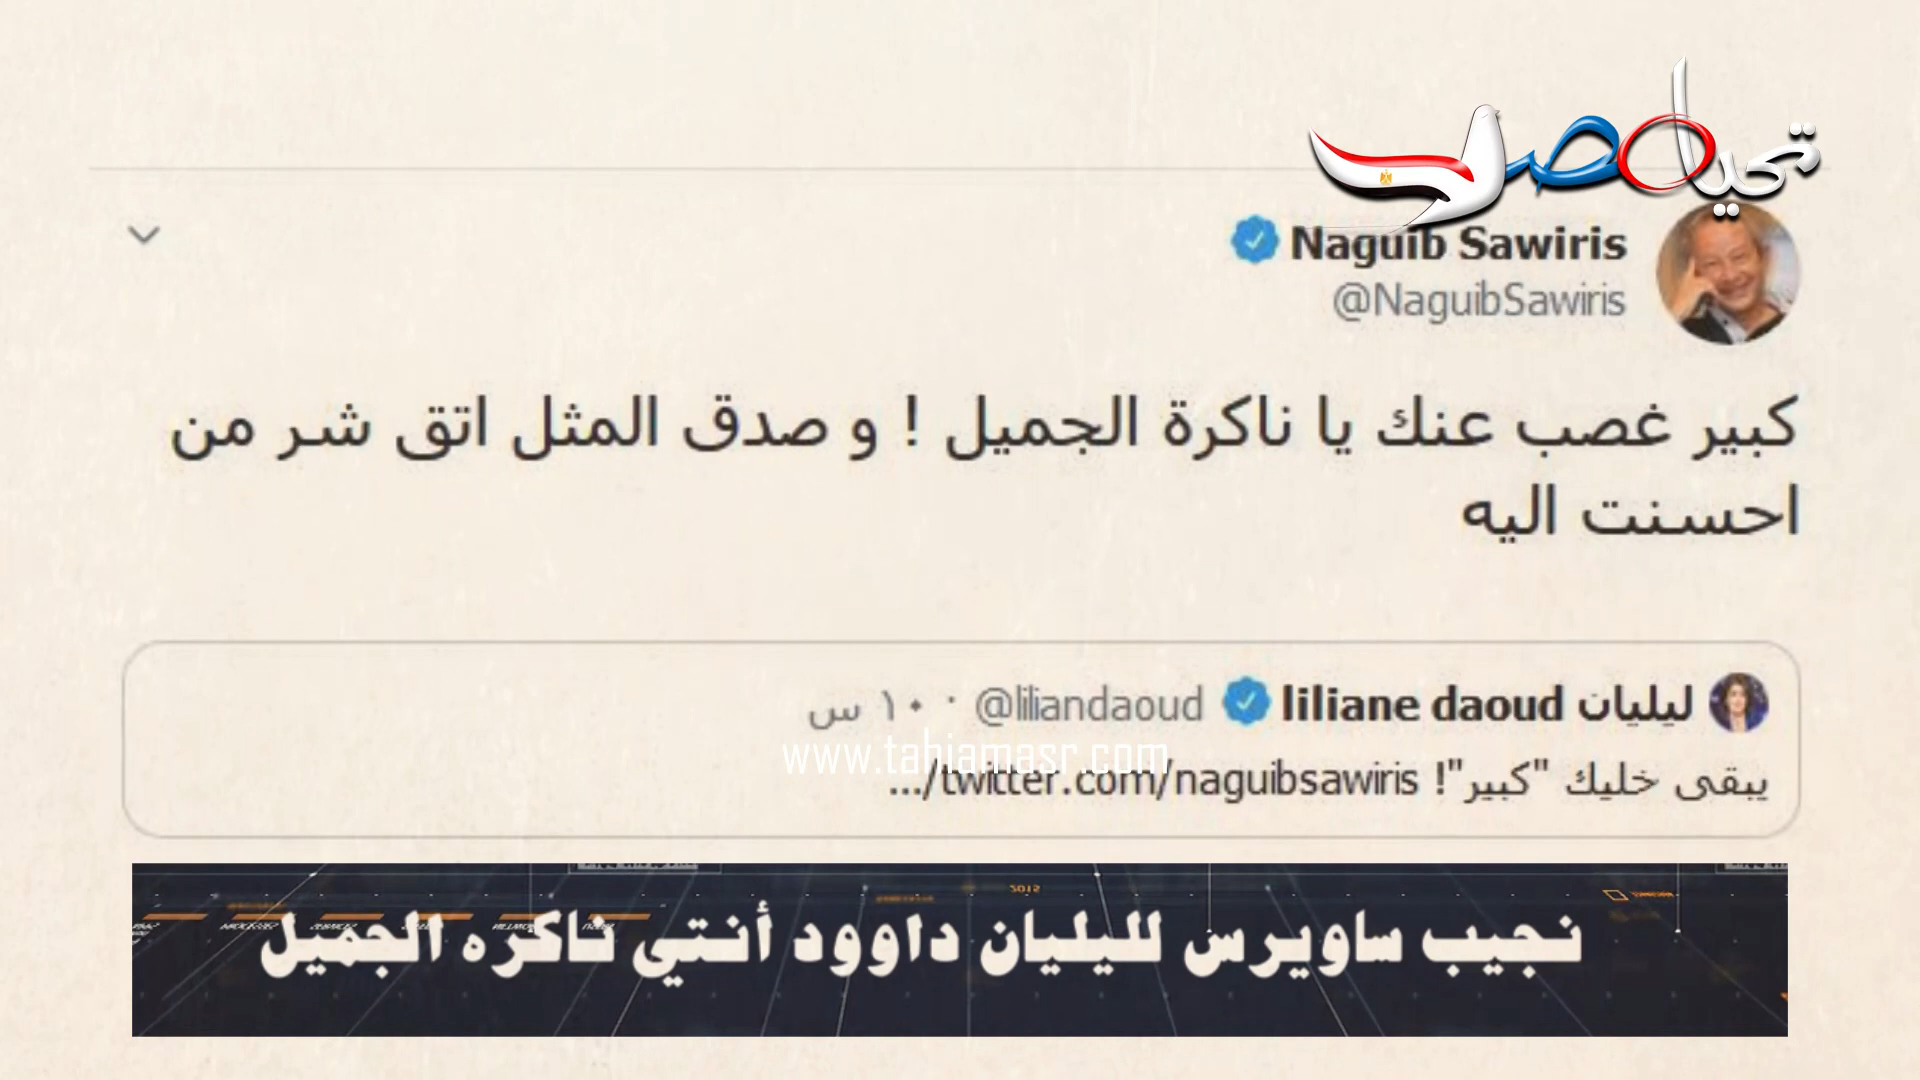 تحيا مصر
Naguib Sawiris
@NaguibSawiris
كبير غصب عنك يا ناكرة الجميل ! و صدق المثل اتق شر من
احسنت اليه
ليليان liliane daoud @liliandaoud · ١٠ س
www.tahiamasr.com
يبقى خليك "كبير"! twitter.com/naguibsawiris/...
2015
نجيب ساويرس لليليان داوود أنتي ناكره الجميل